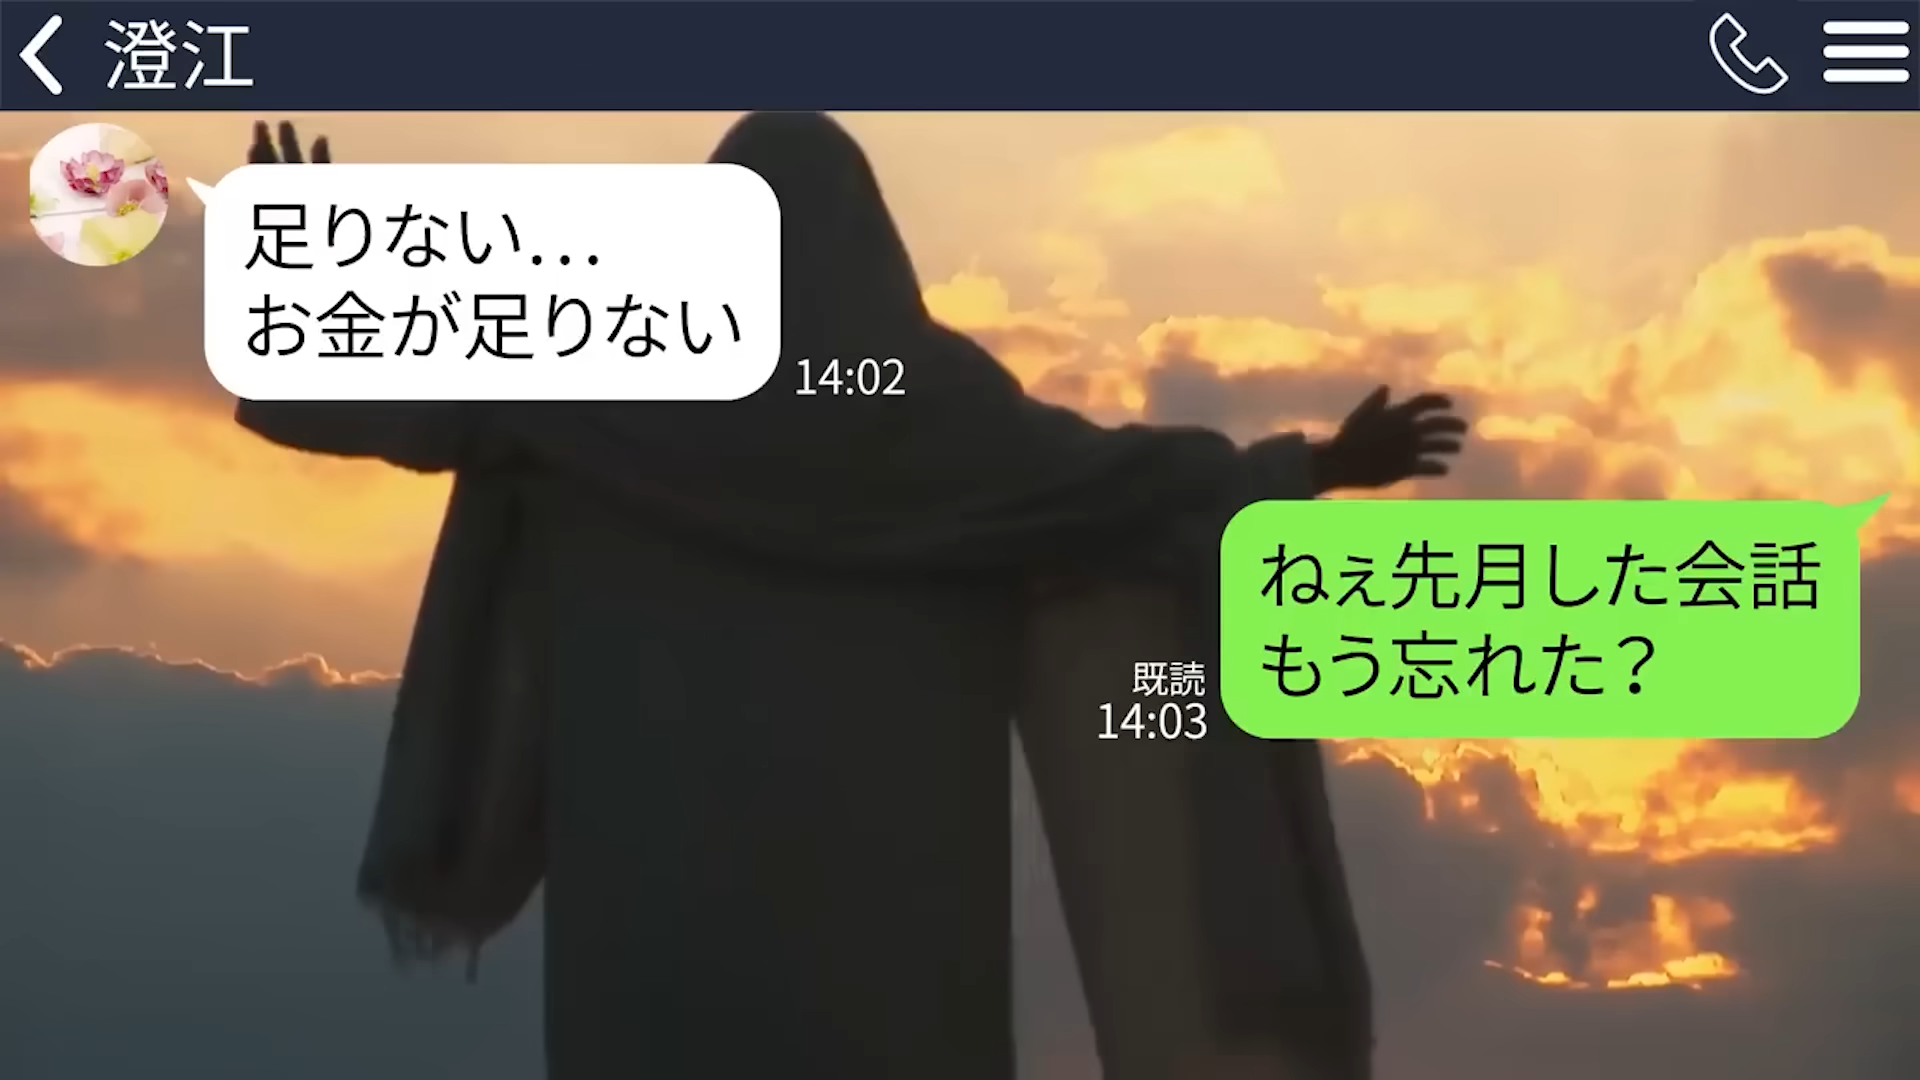 澄江
足りない…
お金が足りない
14:02
ねぇ先月した会話
もう忘れた？
既読
14:03